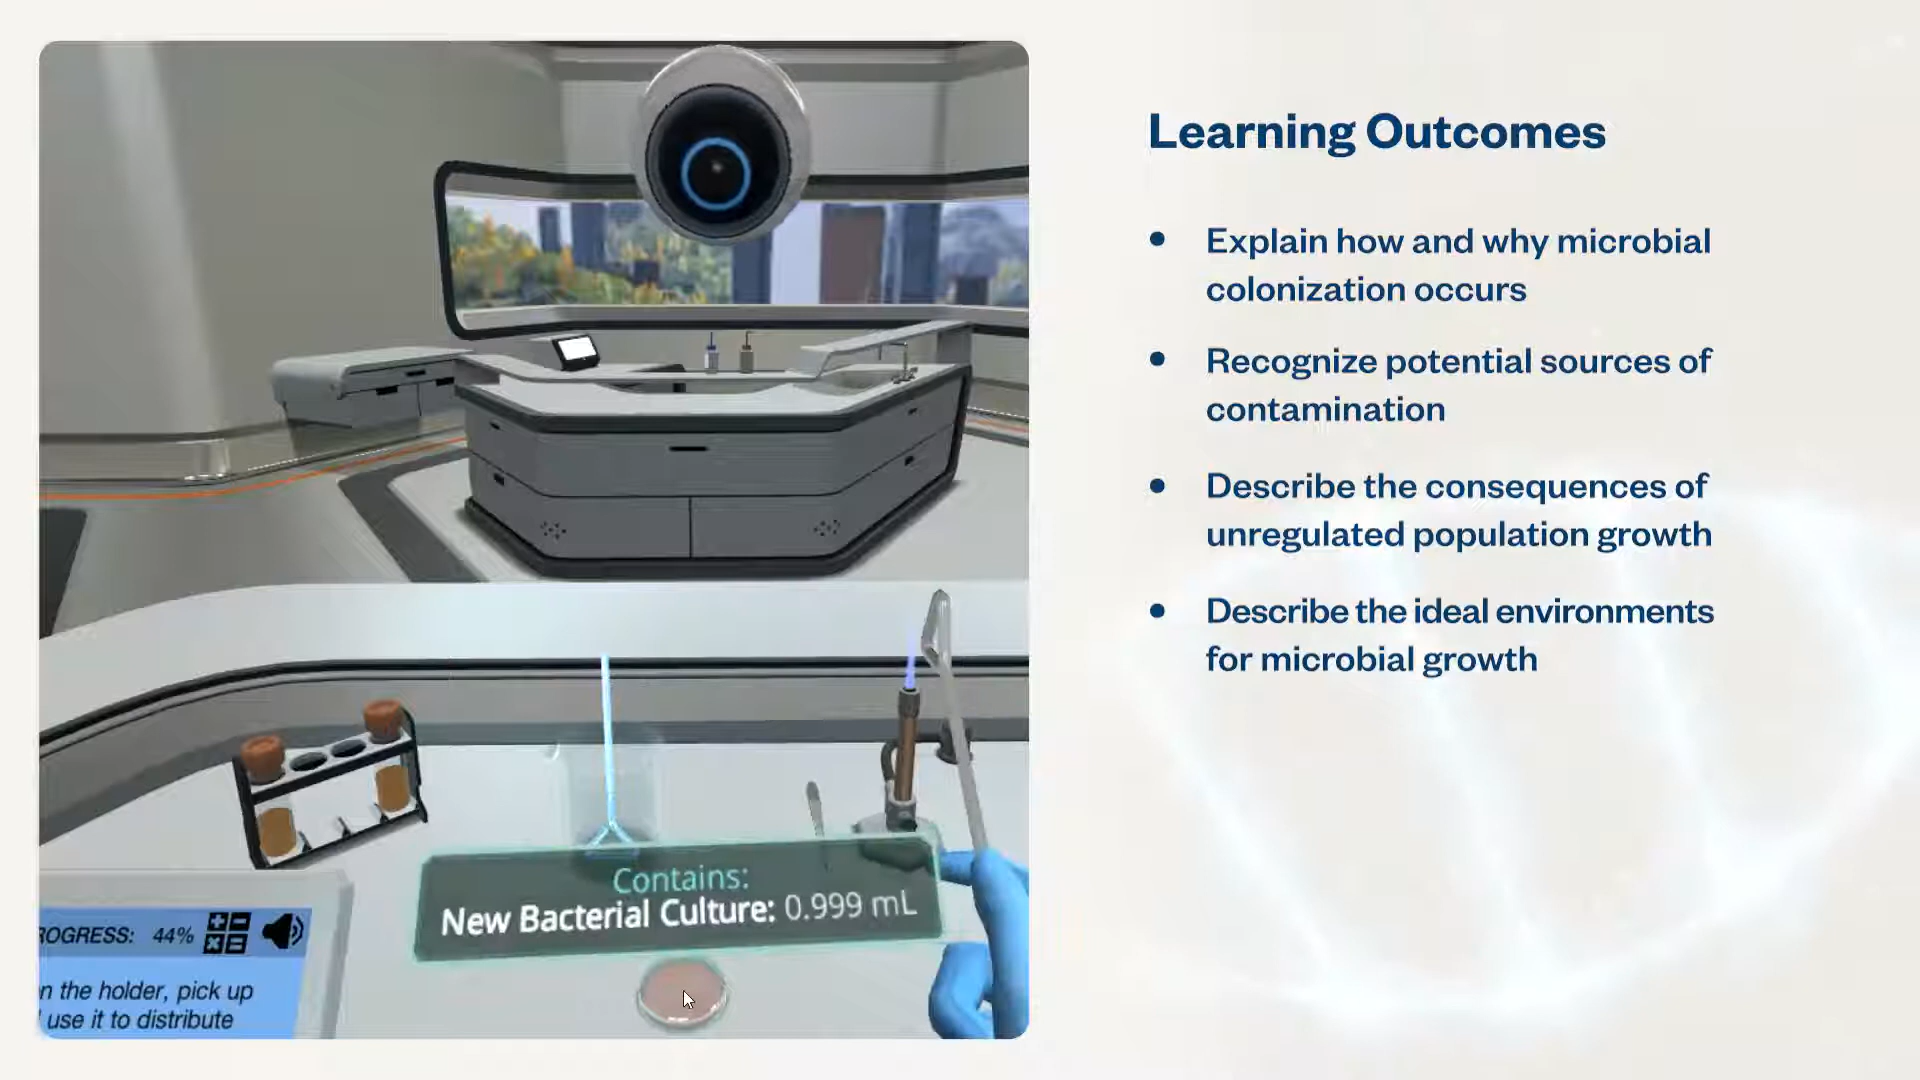 Learning Outcomes
• Explain how and why microbial
colonization occurs
• Recognize potential sources of
contamination
• Describe the consequences of
unregulated population growth
• Describe the ideal environments
for microbial growth
Contains:
New Bacterial Culture: 0.999 mL
ROGRESS: 44%
n the holder, pick up
use it to distribute